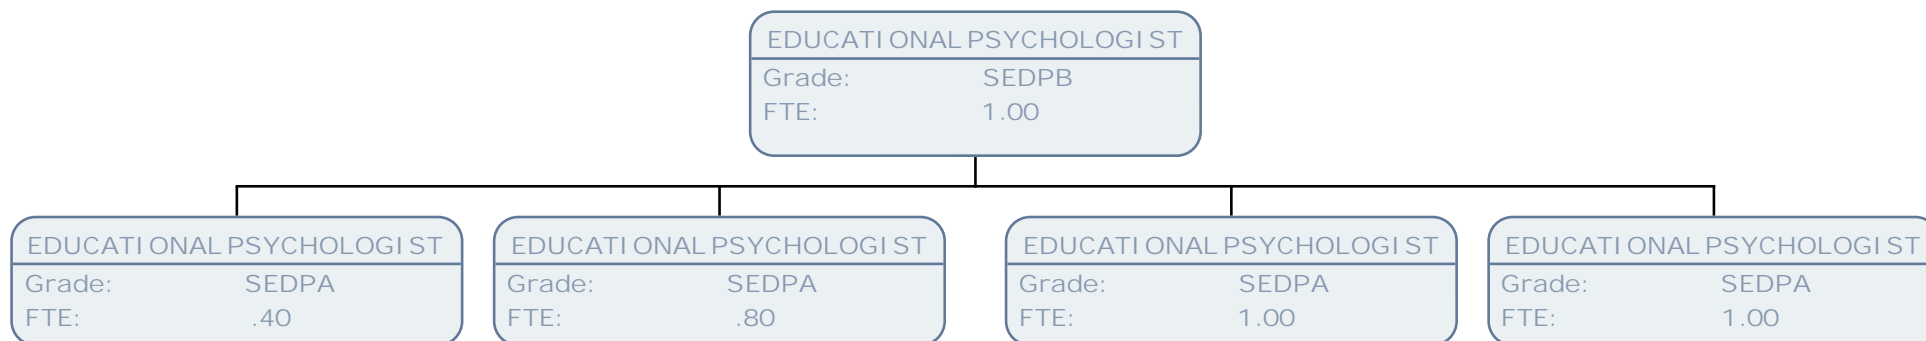 EDUCATIONAL PSYCHOLOGIST
Grade: SEDPB
FTE: 1.00
EDUCATIONAL PSYCHOLOGIST
Grade: SEDPA
FTE: .40
EDUCATIONAL PSYCHOLOGIST
Grade: SEDPA
FTE: .80
EDUCATIONAL PSYCHOLOGIST
Grade: SEDPA
FTE: 1.00
EDUCATIONAL PSYCHOLOGIST
Grade: SEDPA
FTE: 1.00